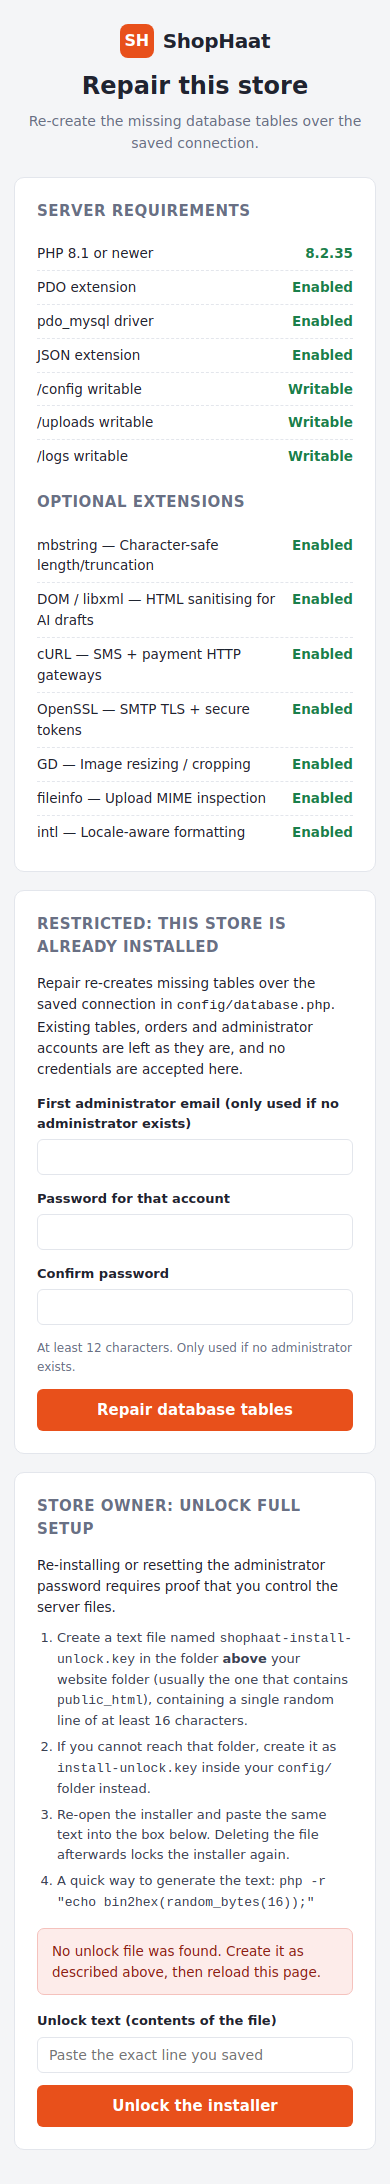 SH ShopHaat
Repair this store
Re-create the missing database tables over the
saved connection.
SERVER REQUIREMENTS
PHP 8.1 or newer 8.2.35
PDO extension Enabled
pdo_mysql driver Enabled
JSON extension Enabled
/config writable Writable
/uploads writable Writable
/logs writable Writable
OPTIONAL EXTENSIONS
mbstring — Character-safe Enabled
length/truncation
DOM / libxml — HTML sanitising for Enabled
AI drafts
cURL — SMS + payment HTTP Enabled
gateways
OpenSSL — SMTP TLS + secure Enabled
tokens
GD — Image resizing / cropping Enabled
fileinfo — Upload MIME inspection Enabled
intl — Locale-aware formatting Enabled
RESTRICTED: THIS STORE IS
ALREADY INSTALLED
Repair re-creates missing tables over the
saved connection in config/database.php.
Existing tables, orders and administrator
accounts are left as they are, and no
credentials are accepted here.
First administrator email (only used if no
administrator exists)
Password for that account
Confirm password
At least 12 characters. Only used if no administrator
exists.
Repair database tables
STORE OWNER: UNLOCK FULL
SETUP
Re-installing or resetting the administrator
password requires proof that you control the
server files.
1. Create a text file named shophaat-install-
unlock.key in the folder above your
website folder (usually the one that contains
public_html), containing a single random
line of at least 16 characters.
2. If you cannot reach that folder, create it as
install-unlock.key inside your config/
folder instead.
3. Re-open the installer and paste the same
text into the box below. Deleting the file
afterwards locks the installer again.
4. A quick way to generate the text: php -r
"echo bin2hex(random_bytes(16));"
No unlock file was found. Create it as
described above, then reload this page.
Unlock text (contents of the file)
Paste the exact line you saved
Unlock the installer